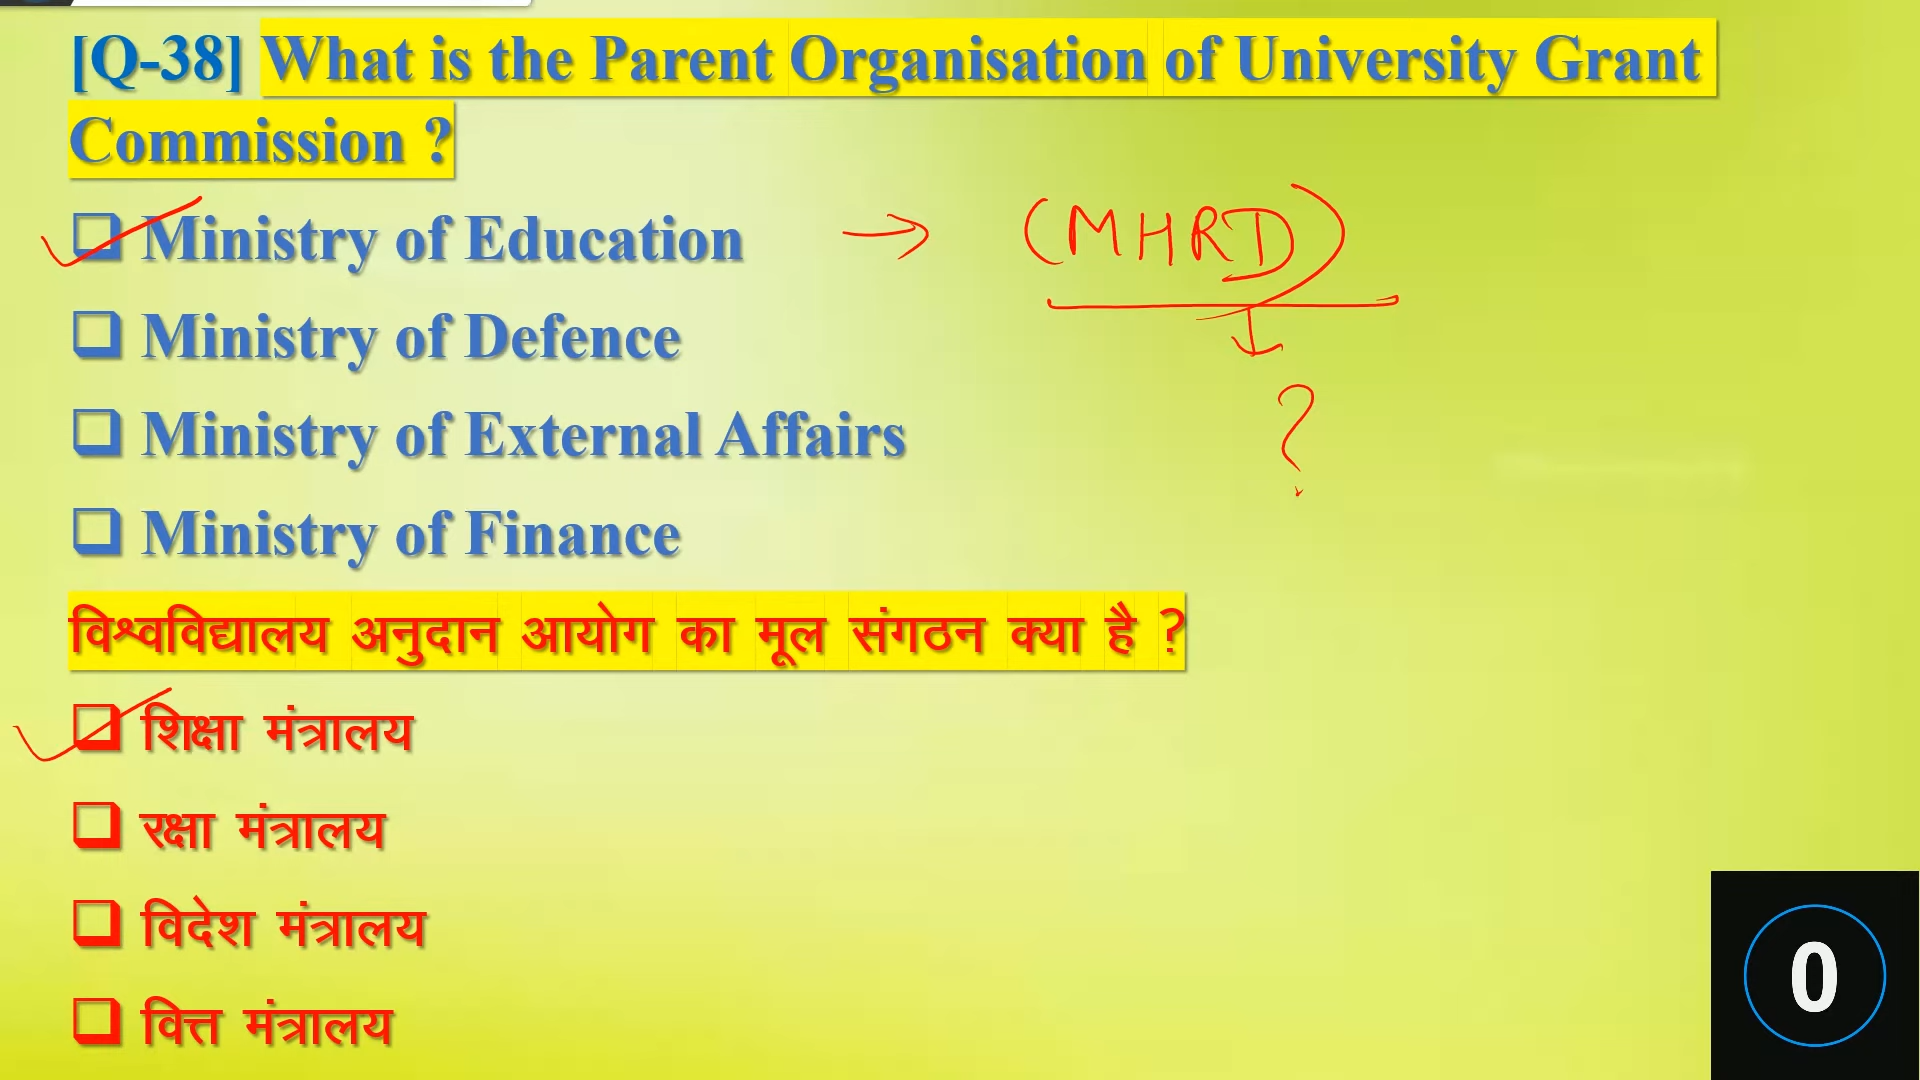 [Q-38] What is the Parent Organisation of University Grant
Commission ?
Ministry of Education → (MHRD)
Ministry of Defence
?
Ministry of External Affairs
Ministry of Finance
विश्वविद्यालय अनुदान आयोग का मूल संगठन क्या है ?
शिक्षा मंत्रालय
रक्षा मंत्रालय
विदेश मंत्रालय
वित्त मंत्रालय
0